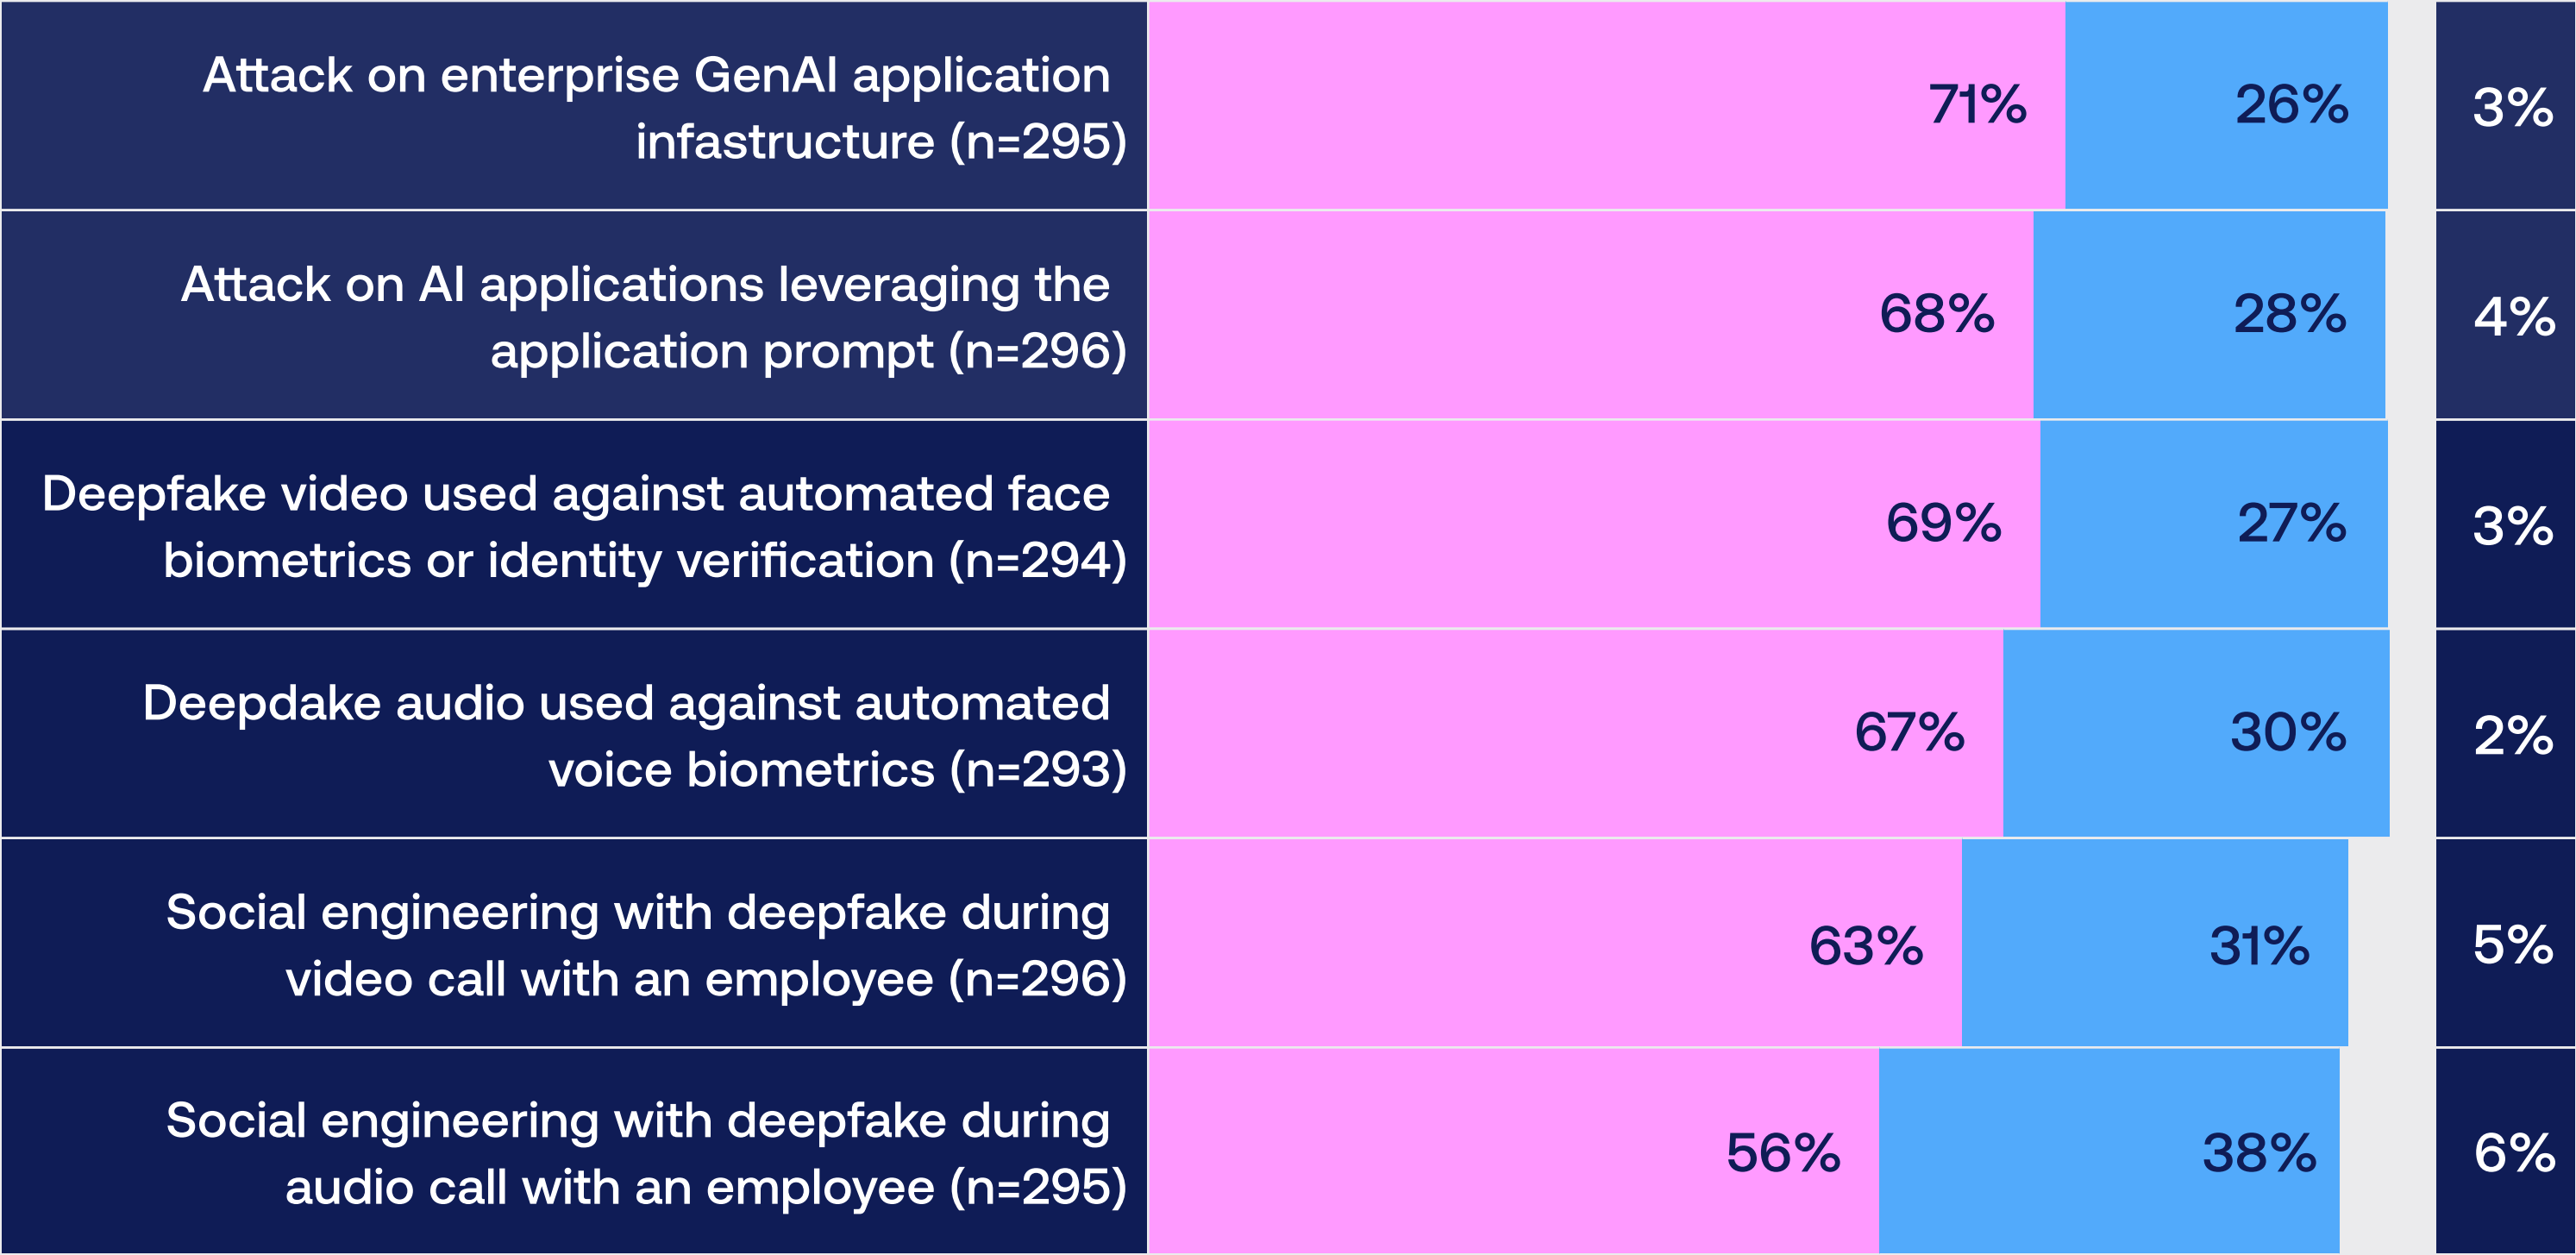 Attack on enterprise GenAI application
infastructure (n=295)
71%
26%
3%
Attack on AI applications leveraging the
application prompt (n=296)
68%
28%
4%
Deepfake video used against automated face
biometrics or identity verification (n=294)
69%
27%
3%
Deepdake audio used against automated
voice biometrics (n=293)
67%
30%
2%
Social engineering with deepfake during
video call with an employee (n=296)
63%
31%
5%
Social engineering with deepfake during
audio call with an employee (n=295)
56%
38%
6%